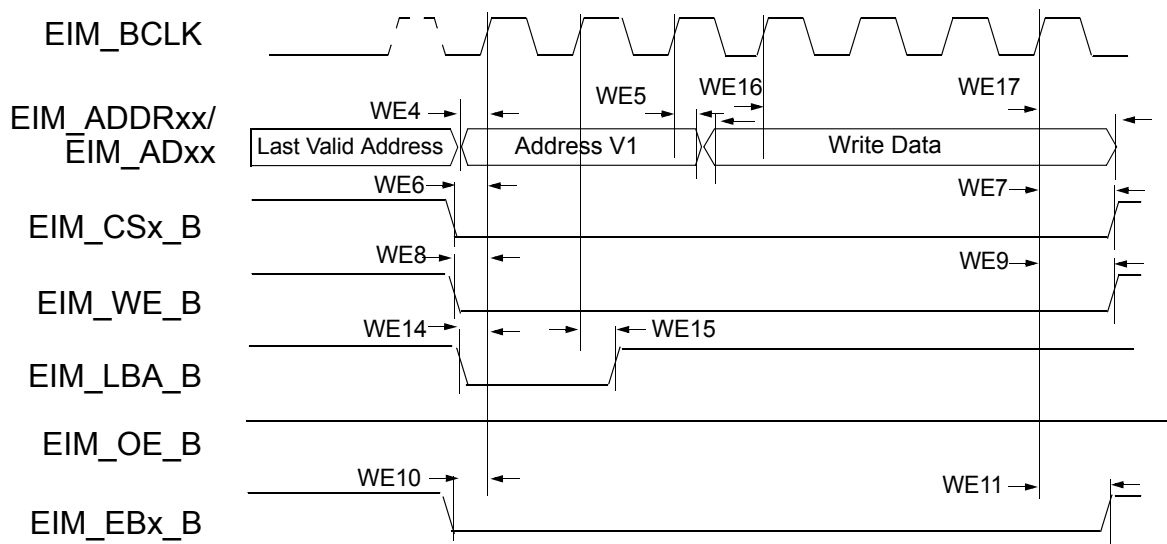 EIM_BCLK
WE4
WE5
WE16
WE17
EIM_ADDRxx/
EIM_ADxx
Last Valid Address
Address V1
Write Data
WE6
WE7
EIM_CSx_B
WE8
WE9
EIM_WE_B
WE14
WE15
EIM_LBA_B
EIM_OE_B
WE10
WE11
EIM_EBx_B